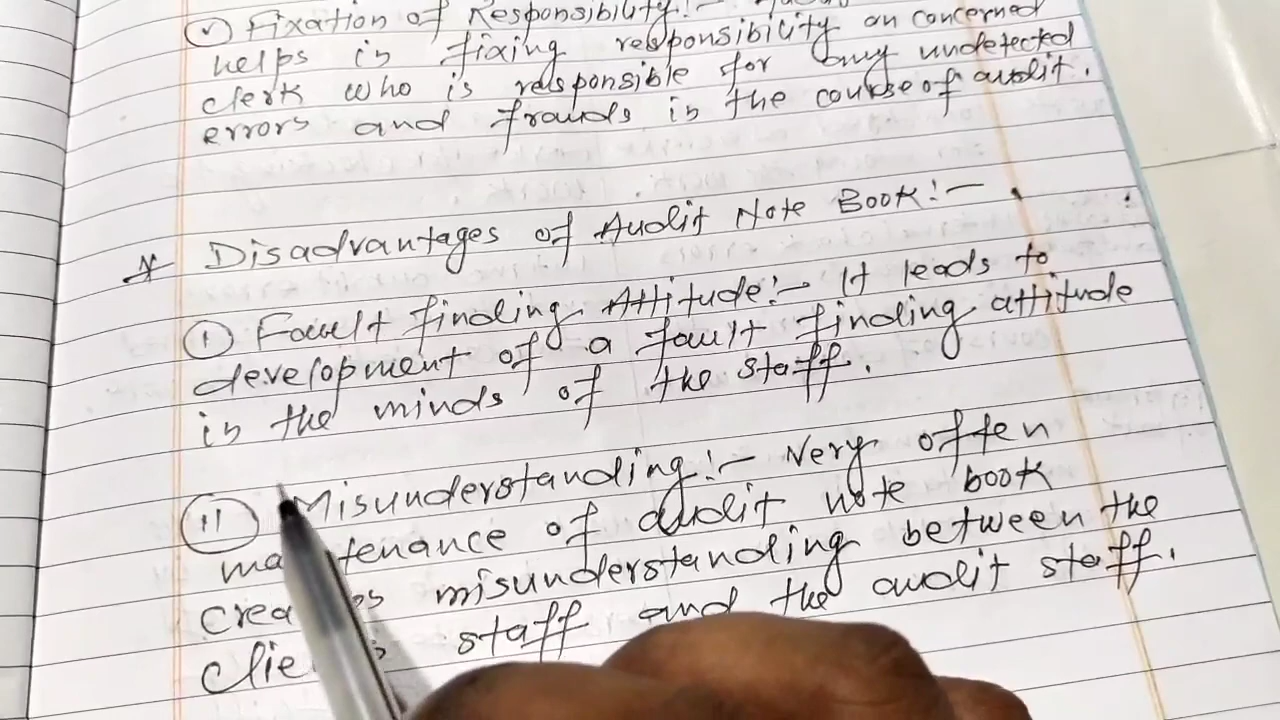 (v) Fixation of Responsibility:-
helps in fixing responsibility on concerned
clerk who is responsible for any undetected
errors and frauds in the course of audit.
* Disadvantages of Audit Note Book:-
(i) Fault finding Attitude:- It leads to
development of a fault finding attitude
in the minds of the staff.
(ii) Misunderstanding:- Very often
maintenance of audit note book
creates misunderstanding between the
client's staff and the audit staff.